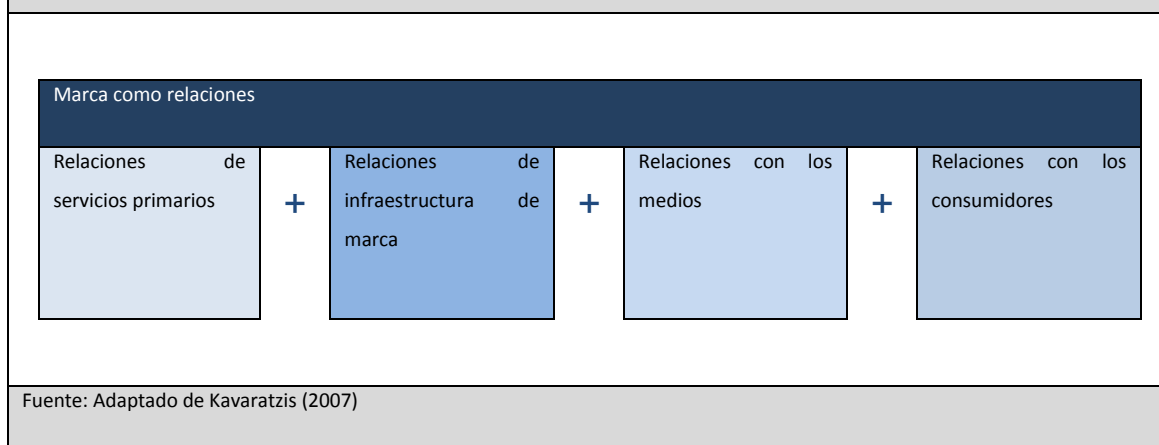 Marca como relaciones
Relaciones de
servicios primarios
+
Relaciones de
infraestructura de
marca
+
Relaciones con los
medios
+
Relaciones con los
consumidores
Fuente: Adaptado de Kavaratzis (2007)